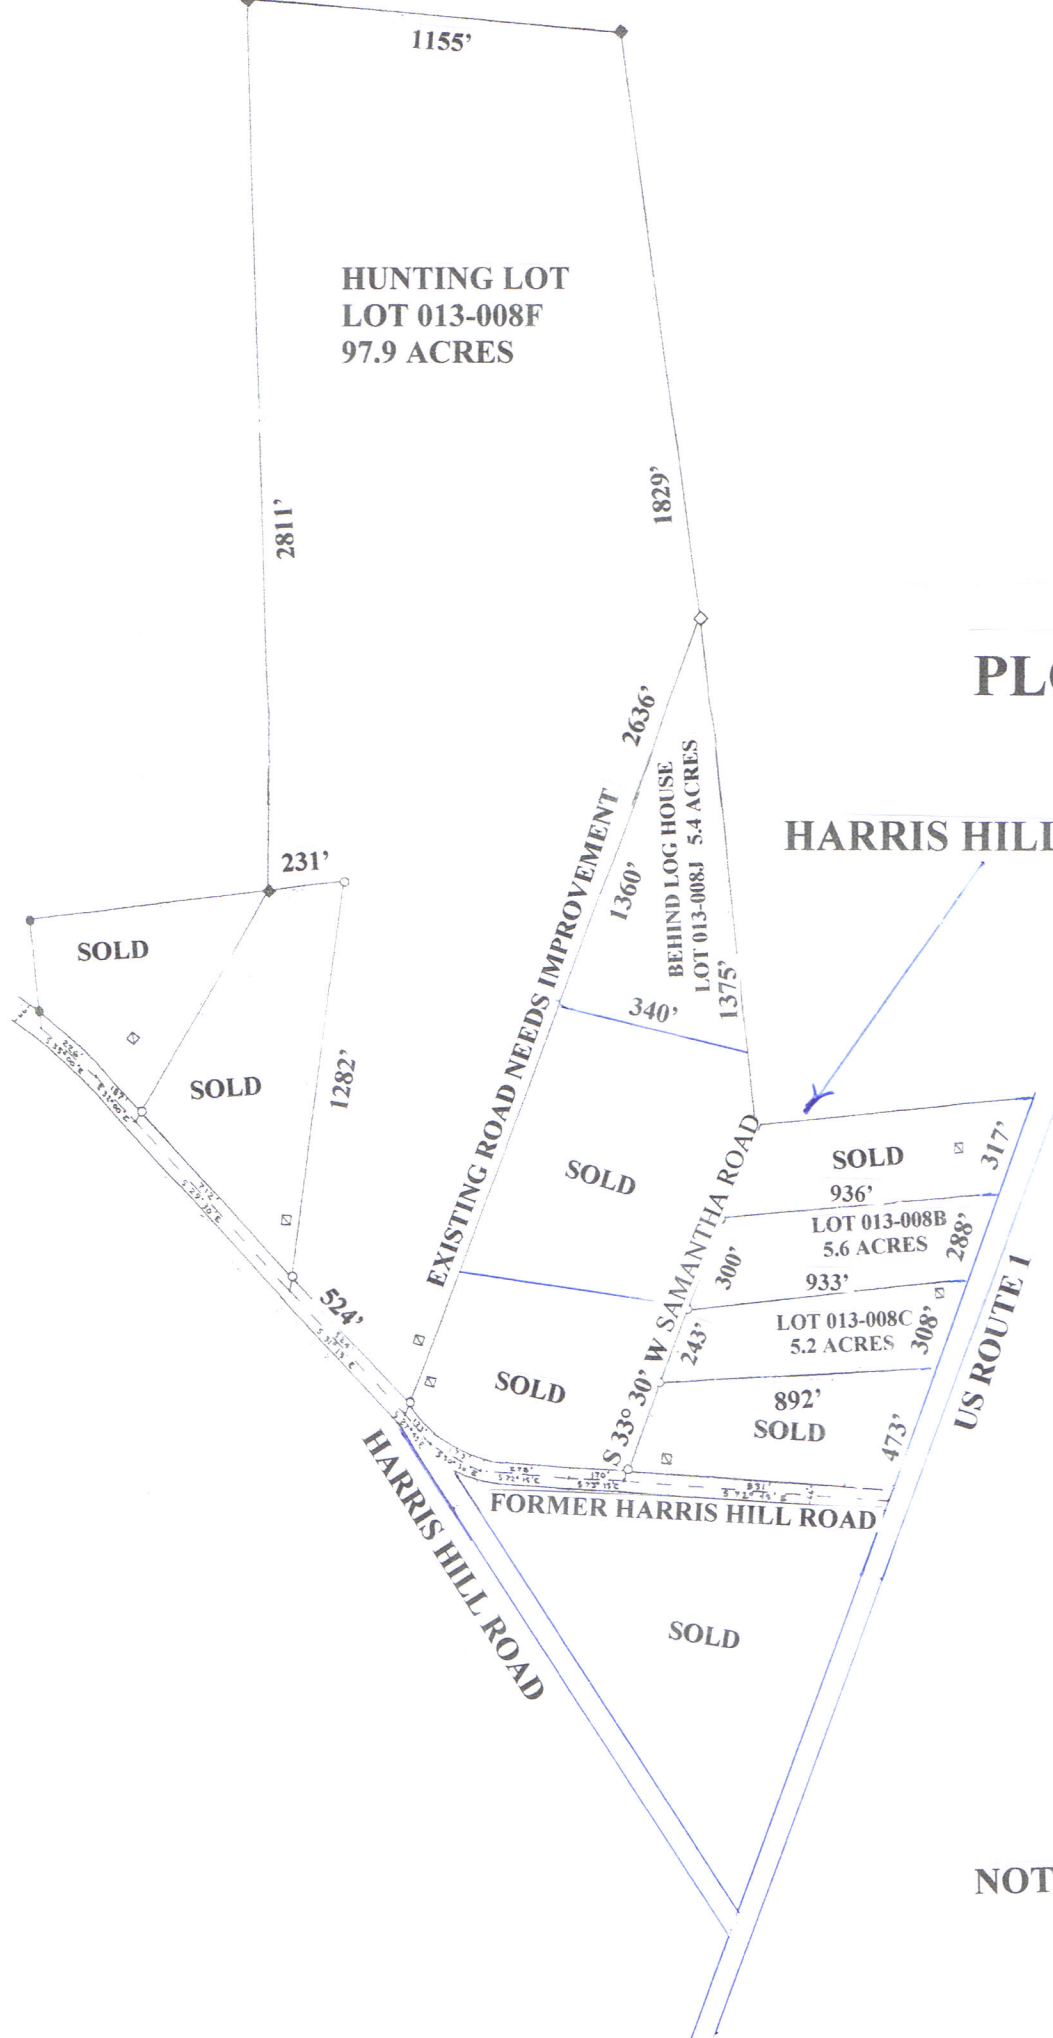 1155’
HUNTING LOT
LOT 013-008F
97.9 ACRES
2811’
1829’
PL
2636’
HARRIS HILL
EXISTING ROAD NEEDS IMPROVEMENT
1360’
BEHIND LOG HOUSE
LOT 013-008J 5.4 ACRES
1375’
231’
SOLD
340’
SOLD
1282’
SOLD
SAMANTHA ROAD
SOLD
317’
936’
LOT 013-008B
5.6 ACRES
288’
300’
933’
LOT 013-008C
5.2 ACRES
308’
243’
US ROUTE 1
524’
SOLD
892’
SOLD
473’
S 33° 30’ W
FORMER HARRIS HILL ROAD
HARRIS HILL ROAD
SOLD
NOT